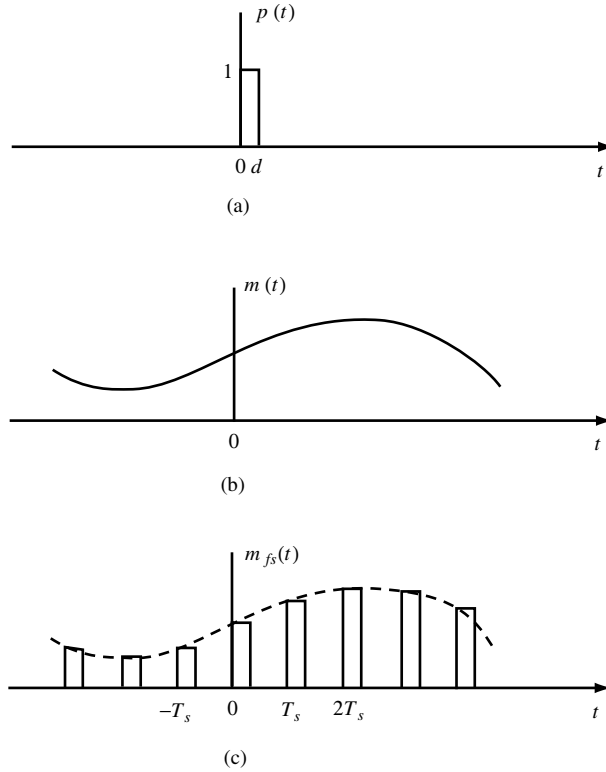 p (t)
1
0 d
t
(a)
m (t)
0
t
(b)
m fs(t)
−Ts 0 Ts 2Ts
t
(c)